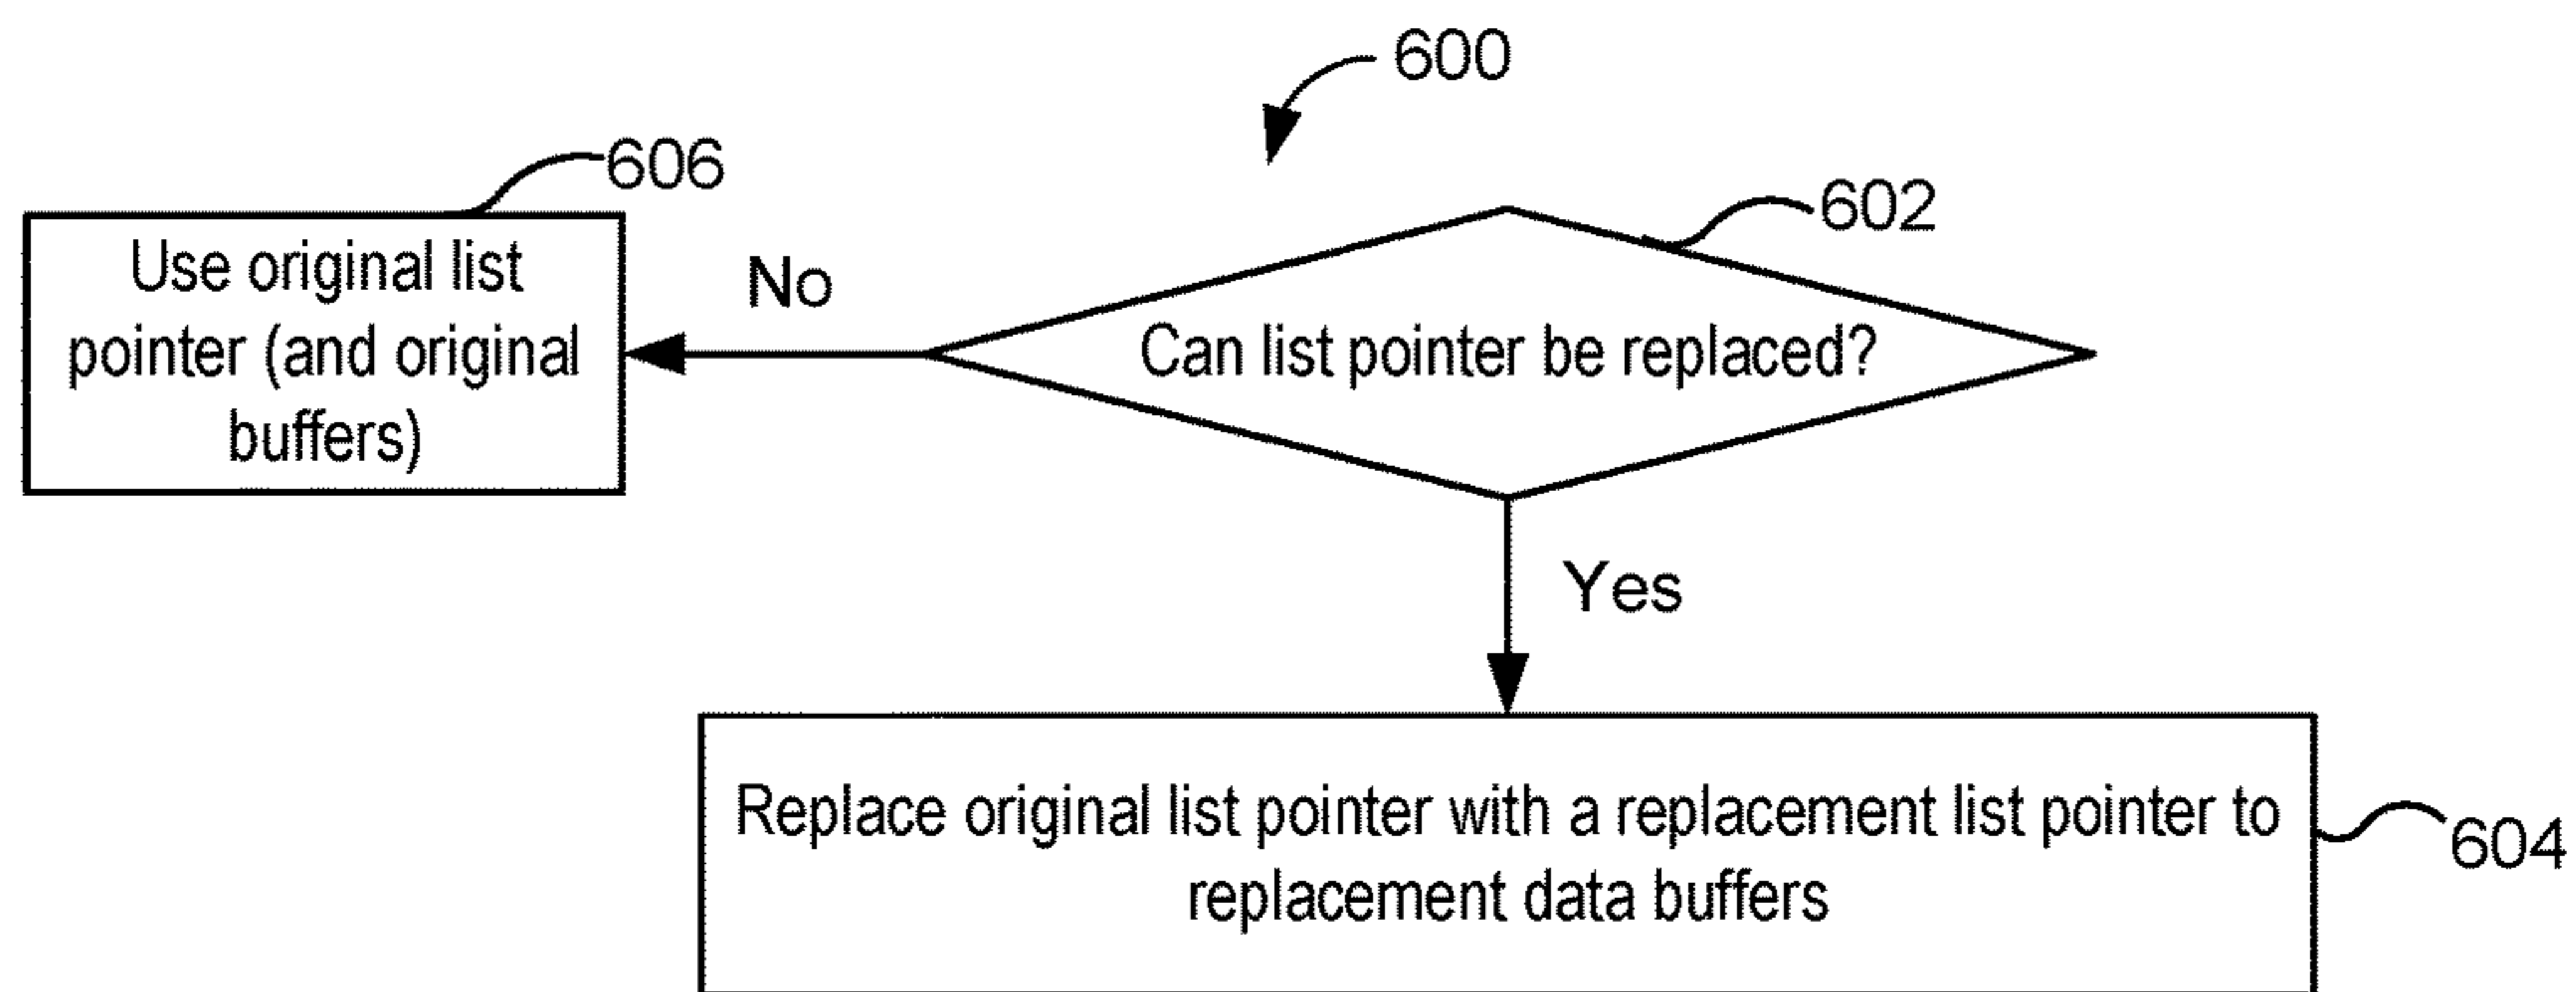 600
606
602
Use original list
pointer (and original
buffers)
No
Can list pointer be replaced?
Yes
Replace original list pointer with a replacement list pointer to
replacement data buffers
604